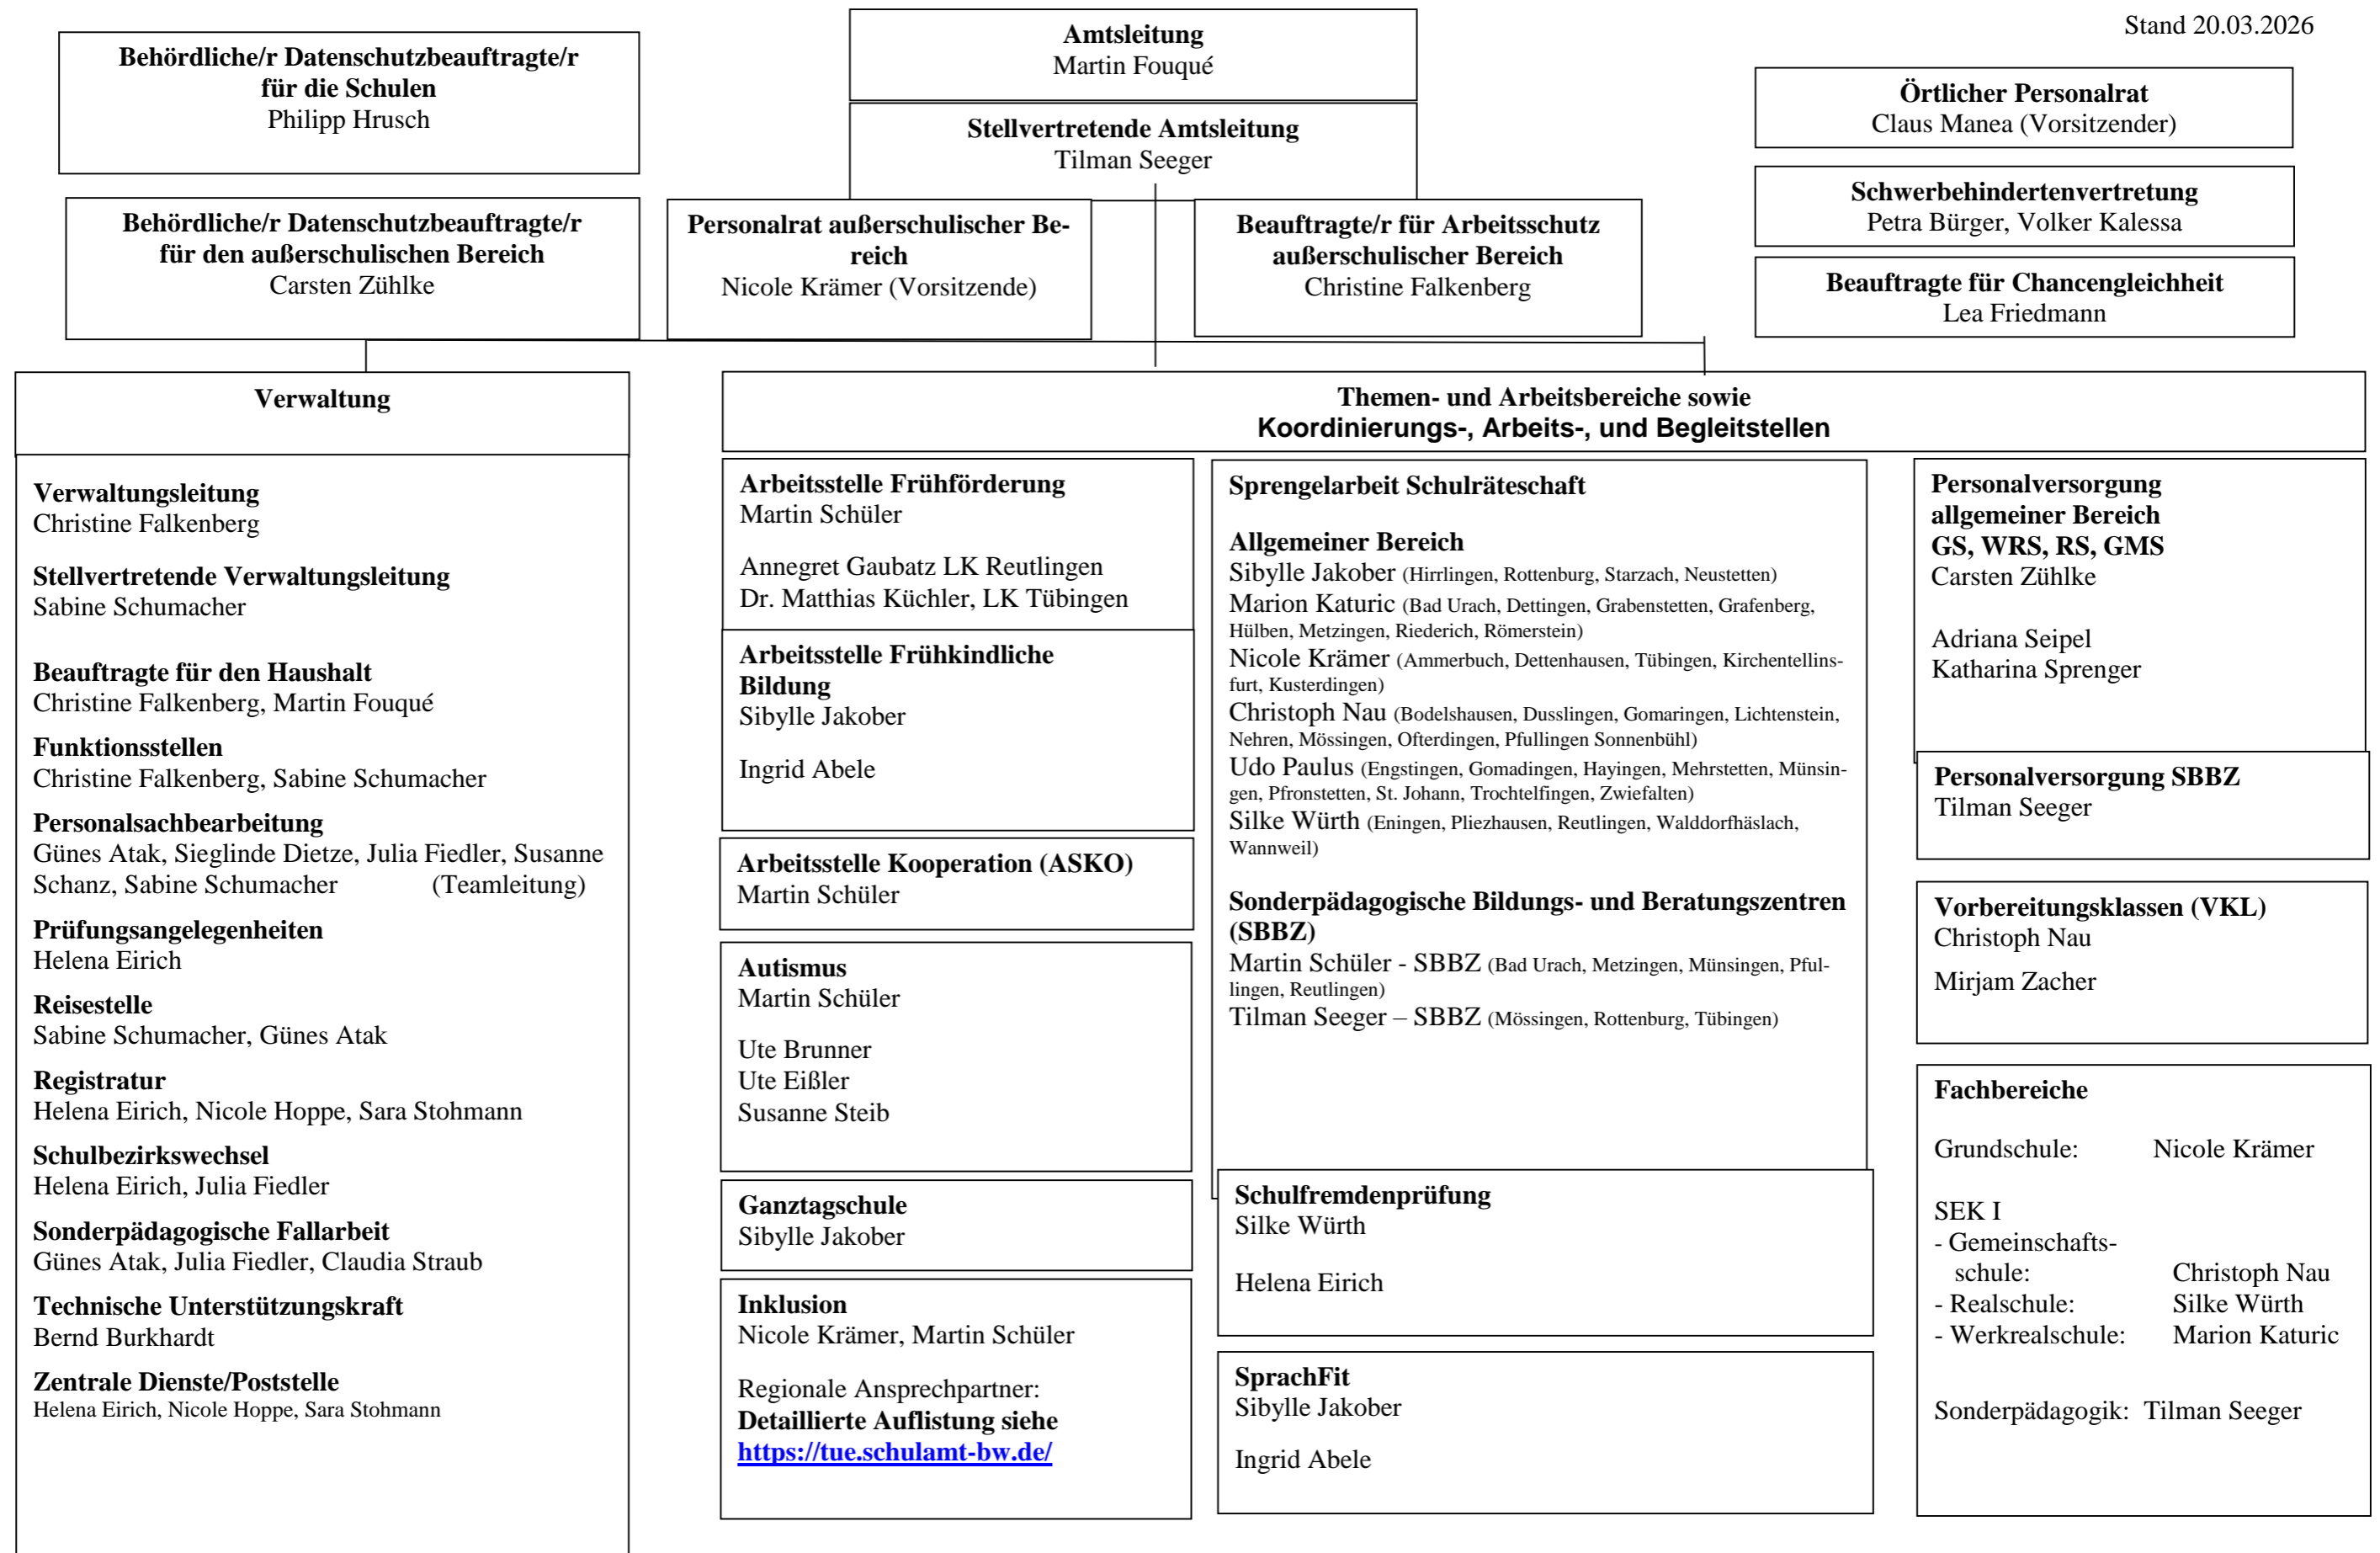 Stand 20.03.2026
Behördliche/r Datenschutzbeauftragte/r
für die Schulen
Philipp Hrusch
Amtsleitung
Martin Fouqué
Stellvertretende Amtsleitung
Tilman Seeger
Örtlicher Personalrat
Claus Manea (Vorsitzender)
Schwerbehindertenvertretung
Petra Bürger, Volker Kalessa
Beauftragte für Chancengleichheit
Lea Friedmann
Behördliche/r Datenschutzbeauftragte/r
für den außerschulischen Bereich
Carsten Zühlke
Personalrat außerschulischer Be-
reich
Nicole Krämer (Vorsitzende)
Beauftragte/r für Arbeitsschutz
außerschulischer Bereich
Christine Falkenberg
Verwaltung
Verwaltungsleitung
Christine Falkenberg
Stellvertretende Verwaltungsleitung
Sabine Schumacher
Beauftragte für den Haushalt
Christine Falkenberg, Martin Fouqué
Funktionsstellen
Christine Falkenberg, Sabine Schumacher
Personalsachbearbeitung
Günes Atak, Sieglinde Dietze, Julia Fiedler, Susanne
Schanz, Sabine Schumacher (Teamleitung)
Prüfungsangelegenheiten
Helena Eirich
Reisestelle
Sabine Schumacher, Günes Atak
Registratur
Helena Eirich, Nicole Hoppe, Sara Stohmann
Schulbezirkswechsel
Helena Eirich, Julia Fiedler
Sonderpädagogische Fallarbeit
Günes Atak, Julia Fiedler, Claudia Straub
Technische Unterstützungskraft
Bernd Burkhardt
Zentrale Dienste/Poststelle
Helena Eirich, Nicole Hoppe, Sara Stohmann
Themen- und Arbeitsbereiche sowie
Koordinierungs-, Arbeits-, und Begleitstellen
Arbeitsstelle Frühförderung
Martin Schüler
Annegret Gaubatz LK Reutlingen
Dr. Matthias Küchler, LK Tübingen
Arbeitsstelle Frühkindliche
Bildung
Sibylle Jakober
Ingrid Abele
Arbeitsstelle Kooperation (ASKO)
Martin Schüler
Autismus
Martin Schüler
Ute Brunner
Ute Eißler
Susanne Steib
Ganztagschule
Sibylle Jakober
Inklusion
Nicole Krämer, Martin Schüler
Regionale Ansprechpartner:
Detaillierte Auflistung siehe
https://tue.schulamt-bw.de/
Sprengelarbeit Schulräteschaft
Allgemeiner Bereich
Sibylle Jakober (Hirrlingen, Rottenburg, Starzach, Neustetten)
Marion Katuric (Bad Urach, Dettingen, Grabenstetten, Grafenberg,
Hülben, Metzingen, Riederich, Römerstein)
Nicole Krämer (Ammerbuch, Dettenhausen, Tübingen, Kirchentellins-
furt, Kusterdingen)
Christoph Nau (Bodelshausen, Dusslingen, Gomaringen, Lichtenstein,
Nehren, Mössingen, Ofterdingen, Pfullingen Sonnenbühl)
Udo Paulus (Engstingen, Gomadingen, Hayingen, Mehrstetten, Münsin-
gen, Pfronstetten, St. Johann, Trochtelfingen, Zwiefalten)
Silke Würth (Eningen, Pliezhausen, Reutlingen, Walddorfhäslach,
Wannweil)
Sonderpädagogische Bildungs- und Beratungszentren
(SBBZ)
Martin Schüler - SBBZ (Bad Urach, Metzingen, Münsingen, Pful-
lingen, Reutlingen)
Tilman Seeger – SBBZ (Mössingen, Rottenburg, Tübingen)
Schulfremdenprüfung
Silke Würth
Helena Eirich
SprachFit
Sibylle Jakober
Ingrid Abele
Personalversorgung
allgemeiner Bereich
GS, WRS, RS, GMS
Carsten Zühlke
Adriana Seipel
Katharina Sprenger
Personalversorgung SBBZ
Tilman Seeger
Vorbereitungsklassen (VKL)
Christoph Nau
Mirjam Zacher
Fachbereiche
Grundschule: Nicole Krämer
SEK I
- Gemeinschafts-
schule: Christoph Nau
- Realschule: Silke Würth
- Werkrealschule: Marion Katuric
Sonderpädagogik: Tilman Seeger